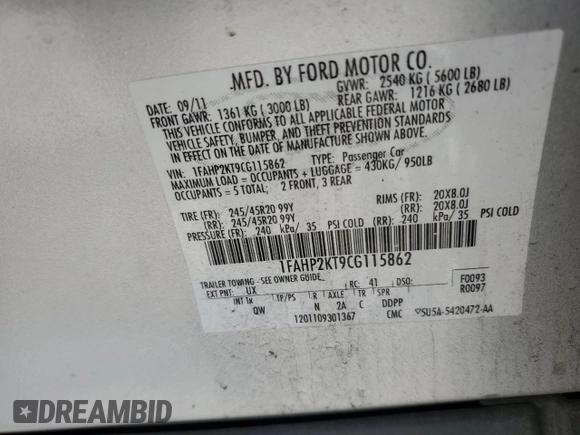 MFD. BY FORD MOTOR CO.
DATE: 09/11 GVWR: 2540 KG ( 5600 LB)
FRONT GAWR: 1361 KG ( 3000 LB) REAR GAWR: 1216 KG ( 2680 LB)
THIS VEHICLE CONFORMS TO ALL APPLICABLE FEDERAL MOTOR
VEHICLE SAFETY, BUMPER, AND THEFT PREVENTION STANDARDS
IN EFFECT ON THE DATE OF MANUFACTURE SHOWN ABOVE.
VIN: 1FAHP2KT9CG115862 TYPE: Passenger Car
MAXIMUM LOAD = OCCUPANTS + LUGGAGE = 430KG/ 950LB
OCCUPANTS = 5 TOTAL: 2 FRONT, 3 REAR
TIRE (FR): 245/45R20 99Y RIMS (FR): 20X8.0J
(RR): 245/45R20 99Y (RR): 20X8.0J
PRESSURE (FR): 240 kPa/ 35 PSI COLD (RR): 240 kPa/ 35 PSI COLD
1FAHP2KT9CG115862
TRAILER TOWING - SEE OWNER GUIDE.
EXT PNT: UX RC: 41 DSO: F0093
R0097
INT TR TP/PS R AXLE TR SPR
QW N 2A C DDPP
1201109301367 CMC 5U5A-5420472-AA
DREAMBID